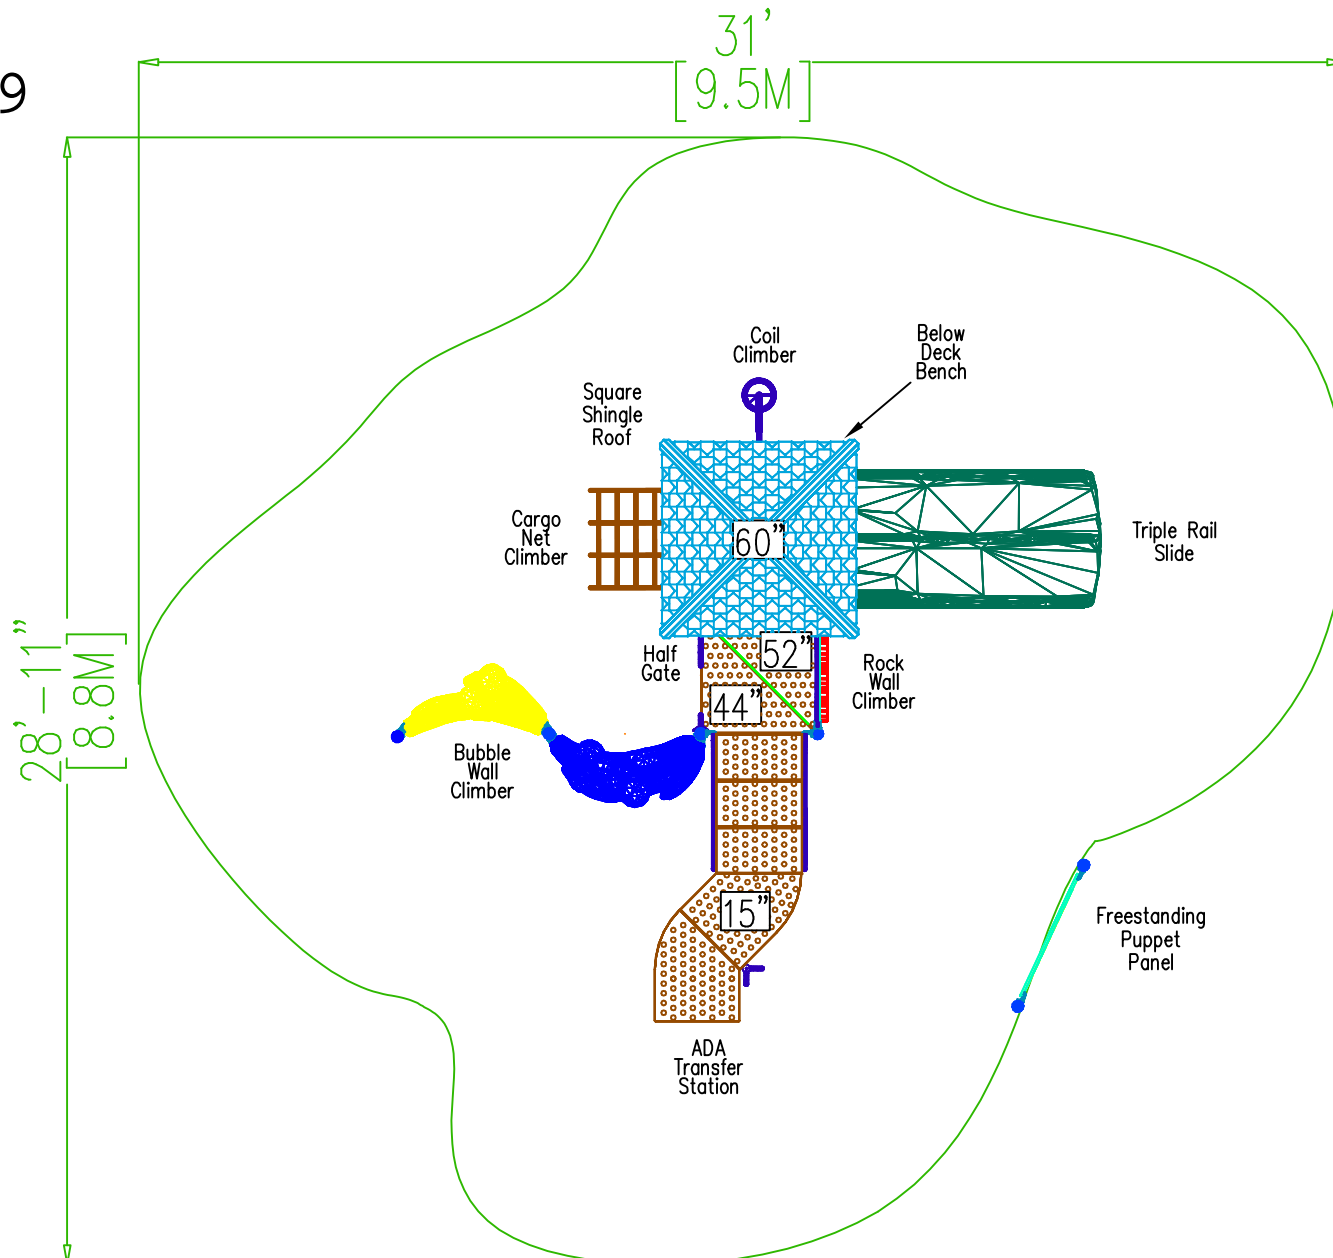 31'
[9.5M]
9
Coil
Climber
Below
Deck
Bench
Square
Shingle
Roof
Cargo
Net
Climber
60"
Triple Rail
Slide
28'-11"
[8.8M]
Half
Gate
52"
Rock
Wall
Climber
44"
Bubble
Wall
Climber
15"
Freestanding
Puppet
Panel
ADA
Transfer
Station